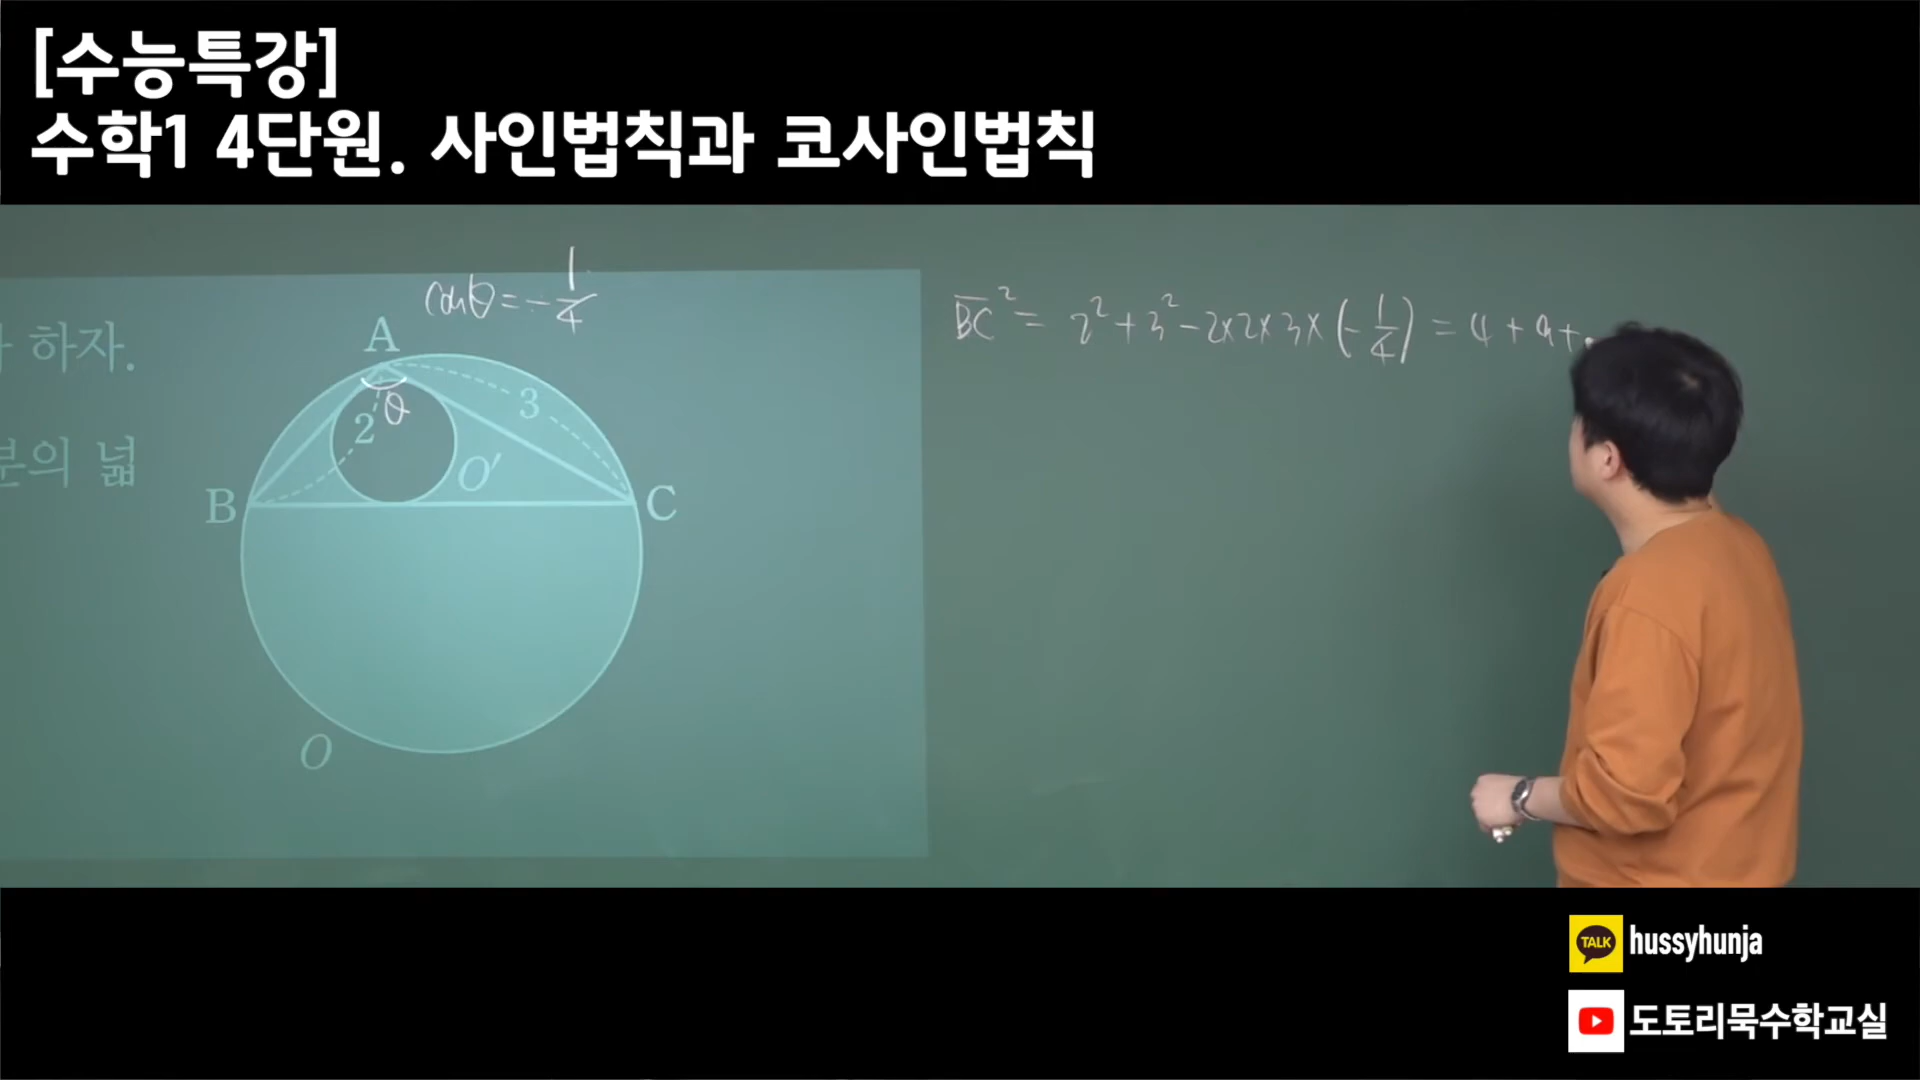 [수능특강]
수학1 4단원. 사인법칙과 코사인법칙
cosθ = -1/4
하자.
분의 넓
A
2
θ
3
O′
B
C
O
BC² = 2² + 3² - 2×2×3×(-1/4) = 4 + 9 +
TALK hussyhunja
도토리묵수학교실